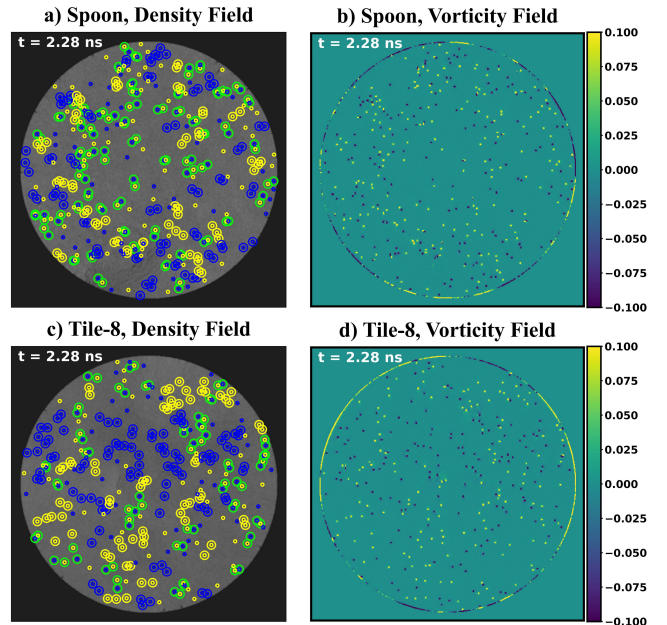 a) Spoon, Density Field
b) Spoon, Vorticity Field
t = 2.28 ns
t = 2.28 ns
0.100
0.075
0.050
0.025
0.000
−0.025
−0.050
−0.075
−0.100
c) Tile-8, Density Field
d) Tile-8, Vorticity Field
t = 2.28 ns
t = 2.28 ns
0.100
0.075
0.050
0.025
0.000
−0.025
−0.050
−0.075
−0.100